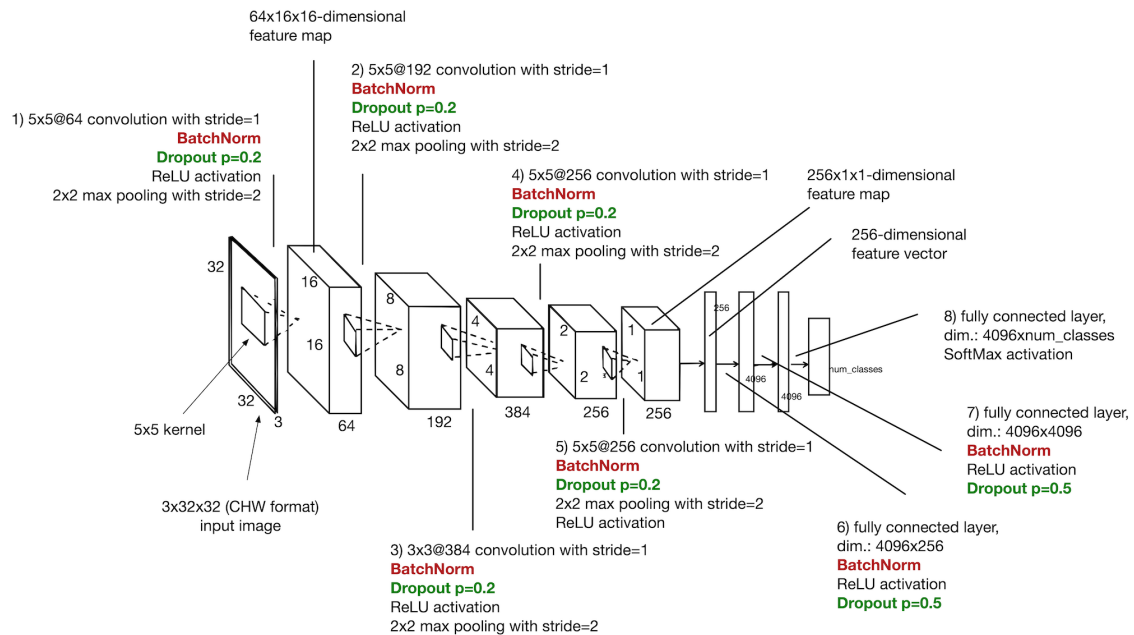 64x16x16-dimensional
feature map
2) 5x5@192 convolution with stride=1
BatchNorm
Dropout p=0.2
ReLU activation
2x2 max pooling with stride=2
1) 5x5@64 convolution with stride=1
BatchNorm
Dropout p=0.2
ReLU activation
2x2 max pooling with stride=2
4) 5x5@256 convolution with stride=1
BatchNorm
Dropout p=0.2
ReLU activation
2x2 max pooling with stride=2
256x1x1-dimensional
feature map
256-dimensional
feature vector
32
16
16
8
8
4
4
2
2
1
1
256
4096
4096
num_classes
32
3
64
192
384
256
256
8) fully connected layer,
dim.: 4096xnum_classes
SoftMax activation
5x5 kernel
3x32x32 (CHW format)
input image
7) fully connected layer,
dim.: 4096x4096
BatchNorm
ReLU activation
Dropout p=0.5
5) 5x5@256 convolution with stride=1
BatchNorm
Dropout p=0.2
2x2 max pooling with stride=2
ReLU activation
6) fully connected layer,
dim.: 4096x256
BatchNorm
ReLU activation
Dropout p=0.5
3) 3x3@384 convolution with stride=1
BatchNorm
Dropout p=0.2
ReLU activation
2x2 max pooling with stride=2